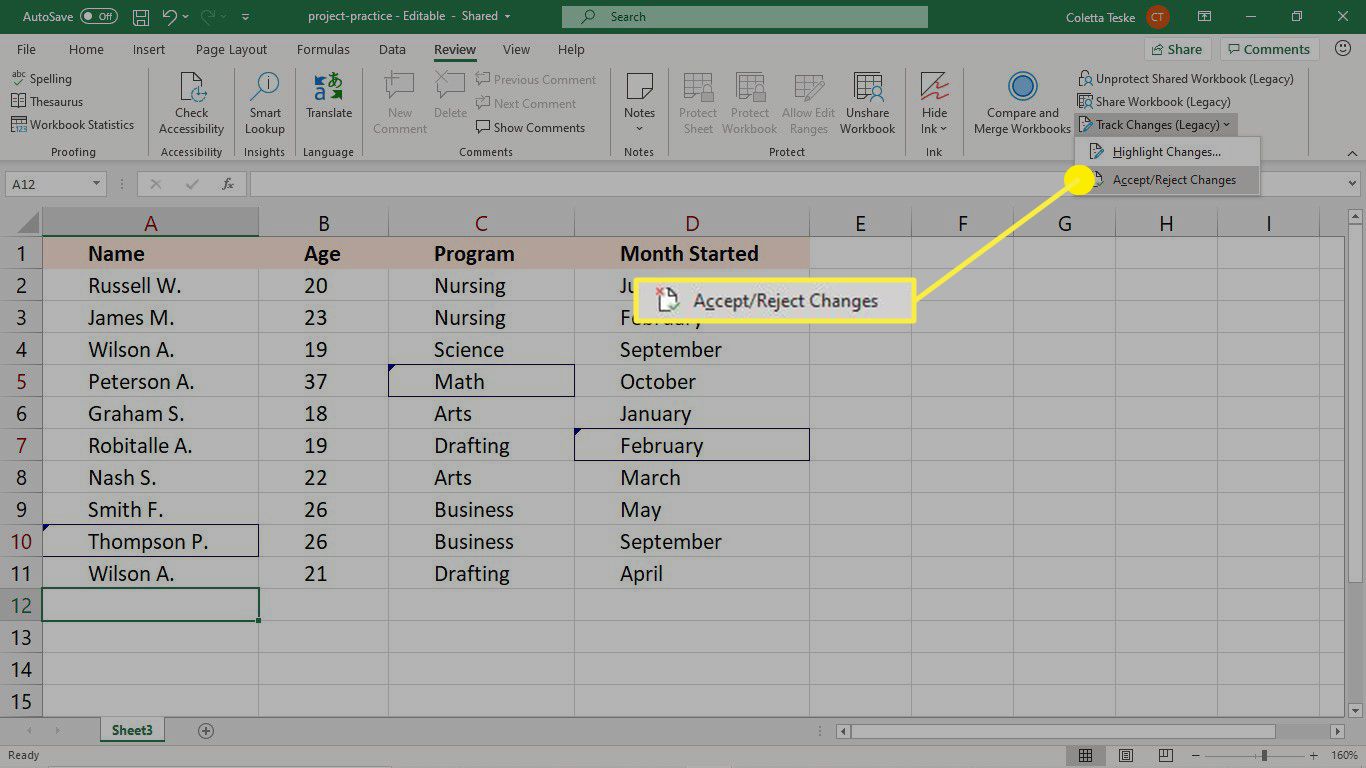 AutoSave Off project-practice - Editable - Shared Search Coletta Teske CT
File Home Insert Page Layout Formulas Data Review View Help Share Comments
Spelling
Thesaurus
Workbook Statistics
Proofing
Check Accessibility
Accessibility
Smart Lookup
Insights
Translate
Language
New Comment
Delete
Previous Comment
Next Comment
Show Comments
Comments
Notes
Notes
Protect Sheet
Protect Workbook
Allow Edit Ranges
Unshare Workbook
Protect
Hide Ink
Ink
Compare and Merge Workbooks
Unprotect Shared Workbook (Legacy)
Share Workbook (Legacy)
Track Changes (Legacy)
Highlight Changes...
Accept/Reject Changes
A12 fx
A B C D E F G H I
1 Name Age Program Month Started
2 Russell W. 20 Nursing Ju
Accept/Reject Changes
3 James M. 23 Nursing February
4 Wilson A. 19 Science September
5 Peterson A. 37 Math October
6 Graham S. 18 Arts January
7 Robitalle A. 19 Drafting February
8 Nash S. 22 Arts March
9 Smith F. 26 Business May
10 Thompson P. 26 Business September
11 Wilson A. 21 Drafting April
12
13
14
15
Sheet3
Ready 160%